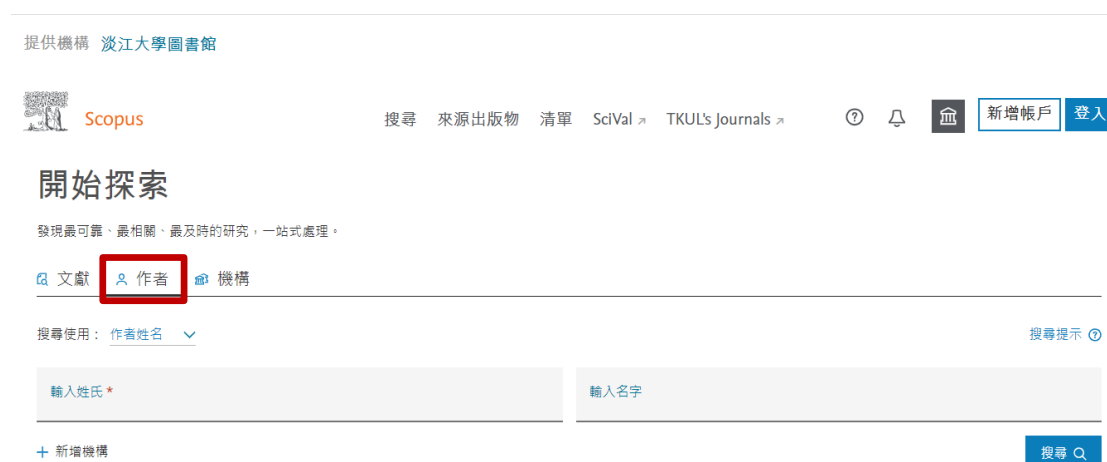 提供機構 淡江大學圖書館
Scopus 搜尋 來源出版物 清單 SciVal TKUL's Journals 新增帳戶 登入
開始探索
發現最可靠、最相關、最及時的研究，一站式處理。
文獻 作者 機構
搜尋使用： 作者姓名 搜尋提示
輸入姓氏 * 輸入名字
+ 新增機構 搜尋